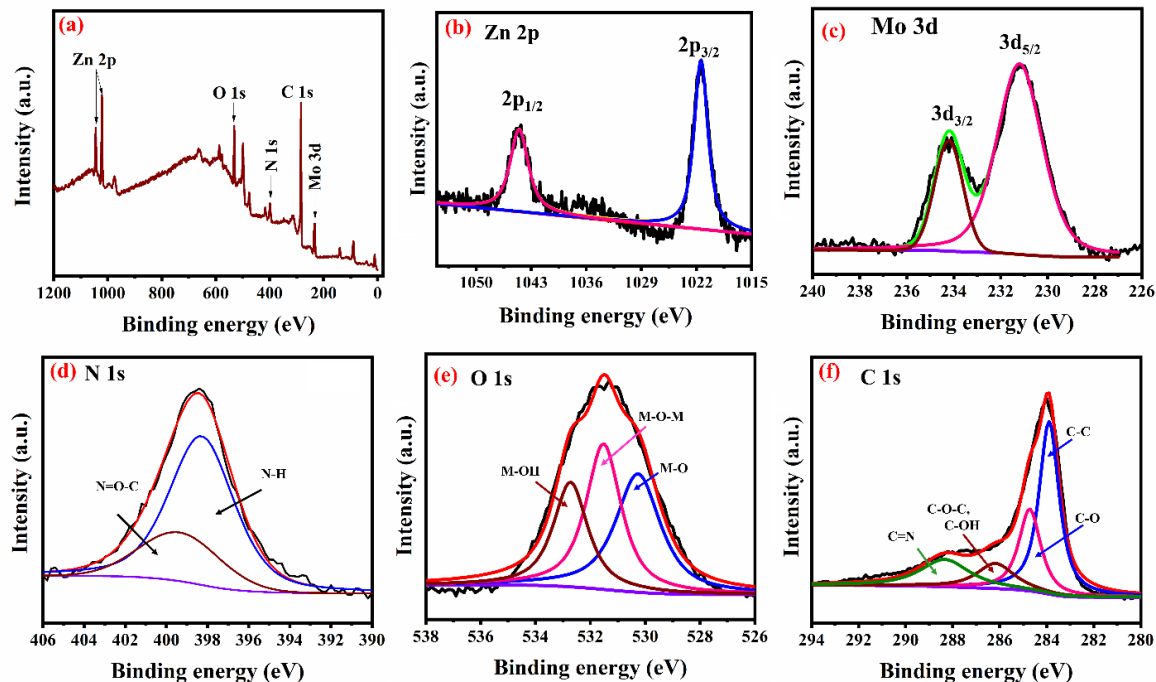 (a)
Zn 2p
O 1s
N 1s
C 1s
Mo 3d
Intensity (a.u.)
1200 1000 800 600 400 200 0
Binding energy (eV)
(b) Zn 2p
2p1/2
2p3/2
Intensity (a.u.)
1050 1043 1036 1029 1022 1015
Binding energy (eV)
(c) Mo 3d
3d5/2
3d3/2
Intensity (a.u.)
240 238 236 234 232 230 228 226
Binding energy (eV)
(d) N 1s
N=O-C
N-H
Intensity (a.u.)
406 404 402 400 398 396 394 392 390
Binding energy (eV)
(e) O 1s
M-O-M
M-OH
M-O
Intensity (a.u.)
538 536 534 532 530 528 526
Binding energy (eV)
(f) C 1s
C-C
C-O-C,
C-OH
C=N
C-O
Intensity (a.u.)
294 292 290 288 286 284 282 280
Binding energy (eV)